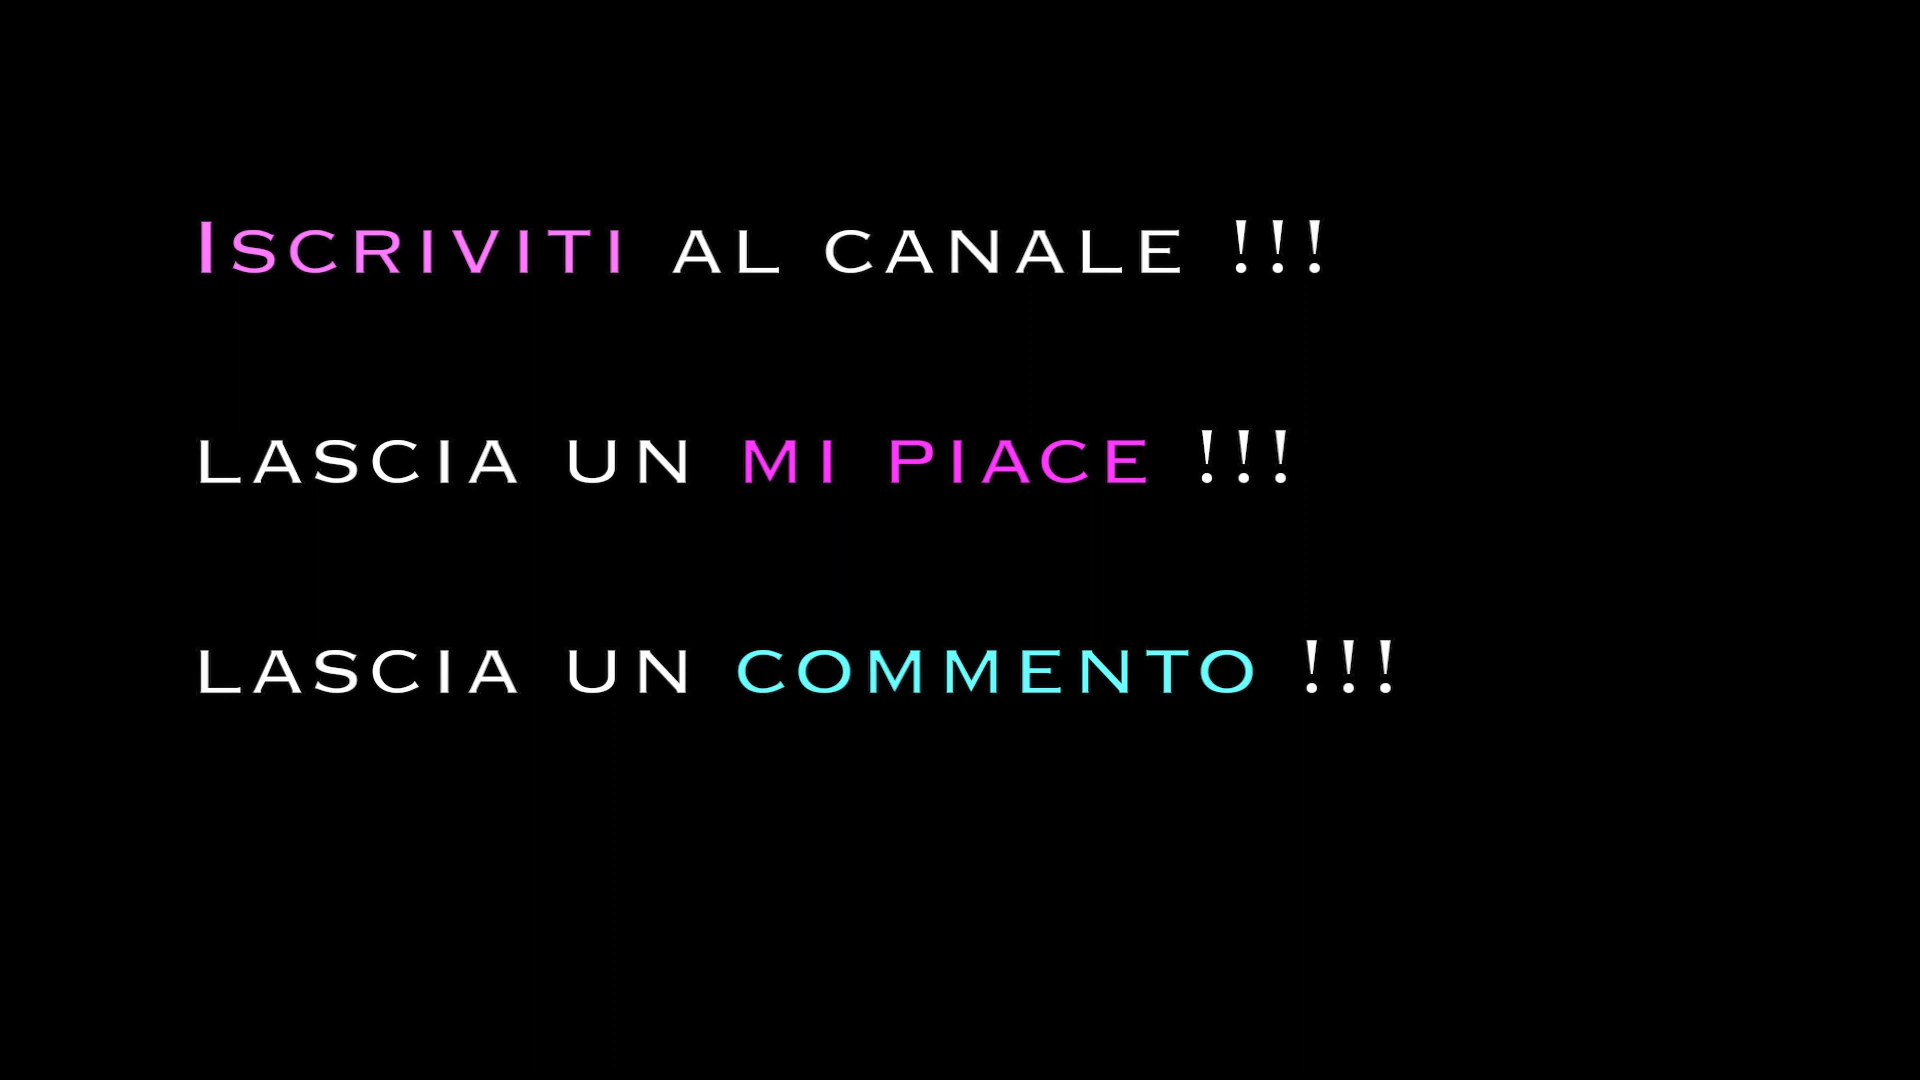 Iscriviti al canale !!!
lascia un mi piace !!!
lascia un commento !!!